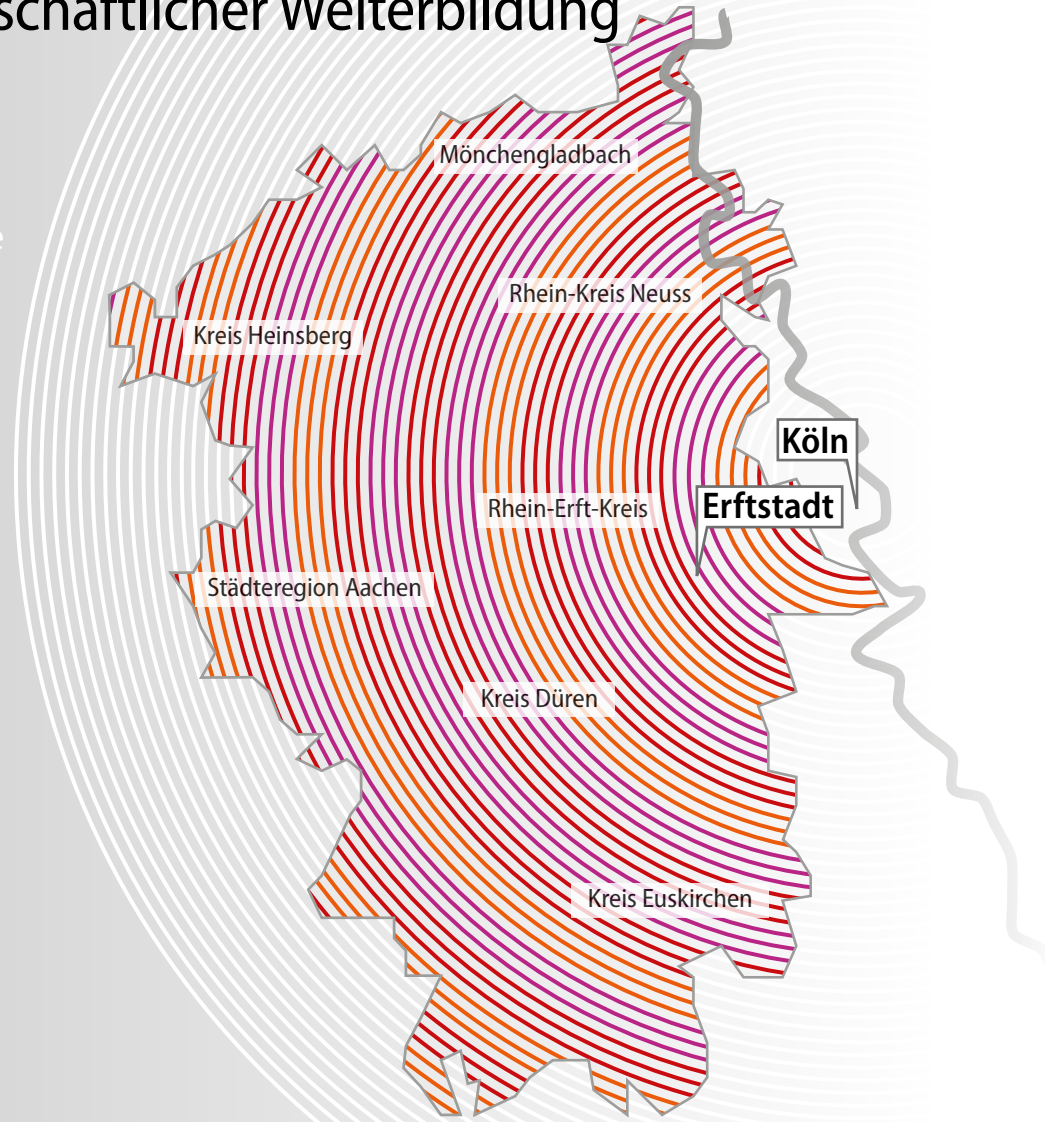 schaftlicher Weiterbildung
Mönchengladbach
Rhein-Kreis Neuss
Kreis Heinsberg
Köln
Erftstadt
Rhein-Erft-Kreis
Städteregion Aachen
Kreis Düren
Kreis Euskirchen